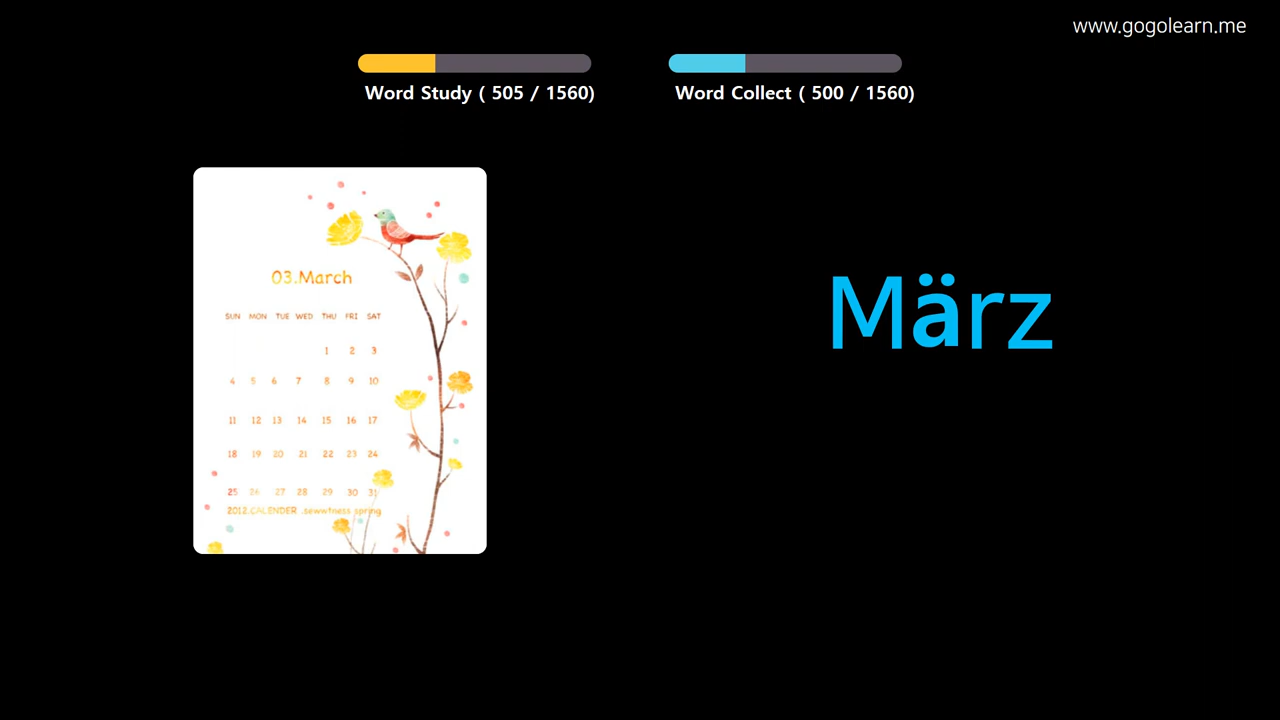 www.gogolearn.me
Word Study ( 505 / 1560)
Word Collect ( 500 / 1560)
03.March
SUN MON TUE WED THU FRI SAT
1 2 3
4 5 6 7 8 9 10
11 12 13 14 15 16 17
18 19 20 21 22 23 24
25 26 27 28 29 30 31
2012.CALENDER .sewwtness spring
März